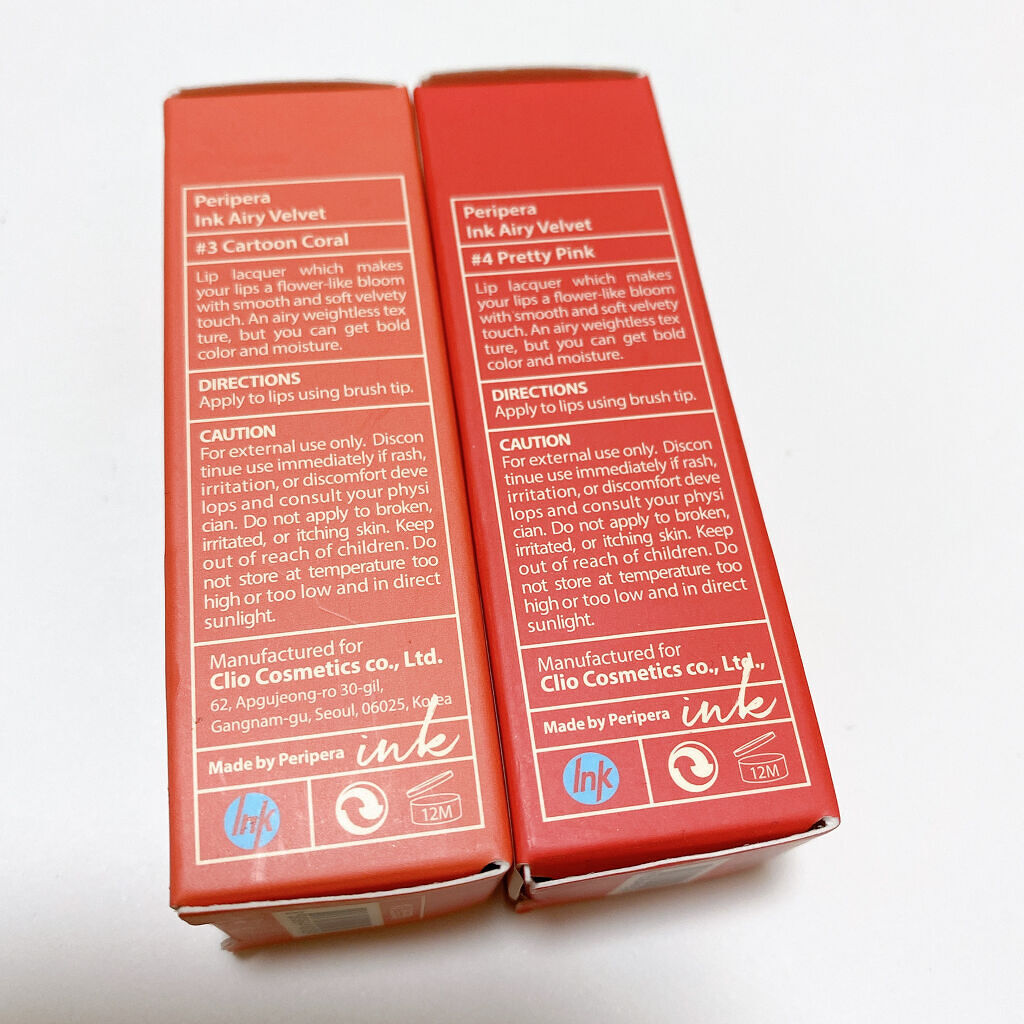 Peripera
Ink Airy Velvet
#3 Cartoon Coral
Lip lacquer which makes
your lips a flower-like bloom
with smooth and soft velvety
touch. An airy weightless tex
ture, but you can get bold
color and moisture.
DIRECTIONS
Apply to lips using brush tip.
CAUTION
For external use only. Discon
tinue use immediately if rash,
irritation, or discomfort deve
lops and consult your physi
cian. Do not apply to broken,
irritated, or itching skin. Keep
out of reach of children. Do
not store at temperature too
high or too low and in direct
sunlight.
Manufactured for
Clio Cosmetics co., Ltd.
62, Apgujeong-ro 30-gil,
Gangnam-gu, Seoul, 06025, Korea
Made by Peripera ink
Ink
12M
Peripera
Ink Airy Velvet
#4 Pretty Pink
Lip lacquer which makes
your lips a flower-like bloom
with smooth and soft velvety
touch. An airy weightless tex
ture, but you can get bold
color and moisture.
DIRECTIONS
Apply to lips using brush tip.
CAUTION
For external use only. Discon
tinue use immediately if rash,
irritation, or discomfort deve
lops and consult your physi
cian. Do not apply to broken,
irritated, or itching skin. Keep
out of reach of children. Do
not store at temperature too
high or too low and in direct
sunlight.
Manufactured for
Clio Cosmetics co., Ltd.,
Made by Peripera ink
Ink
12M